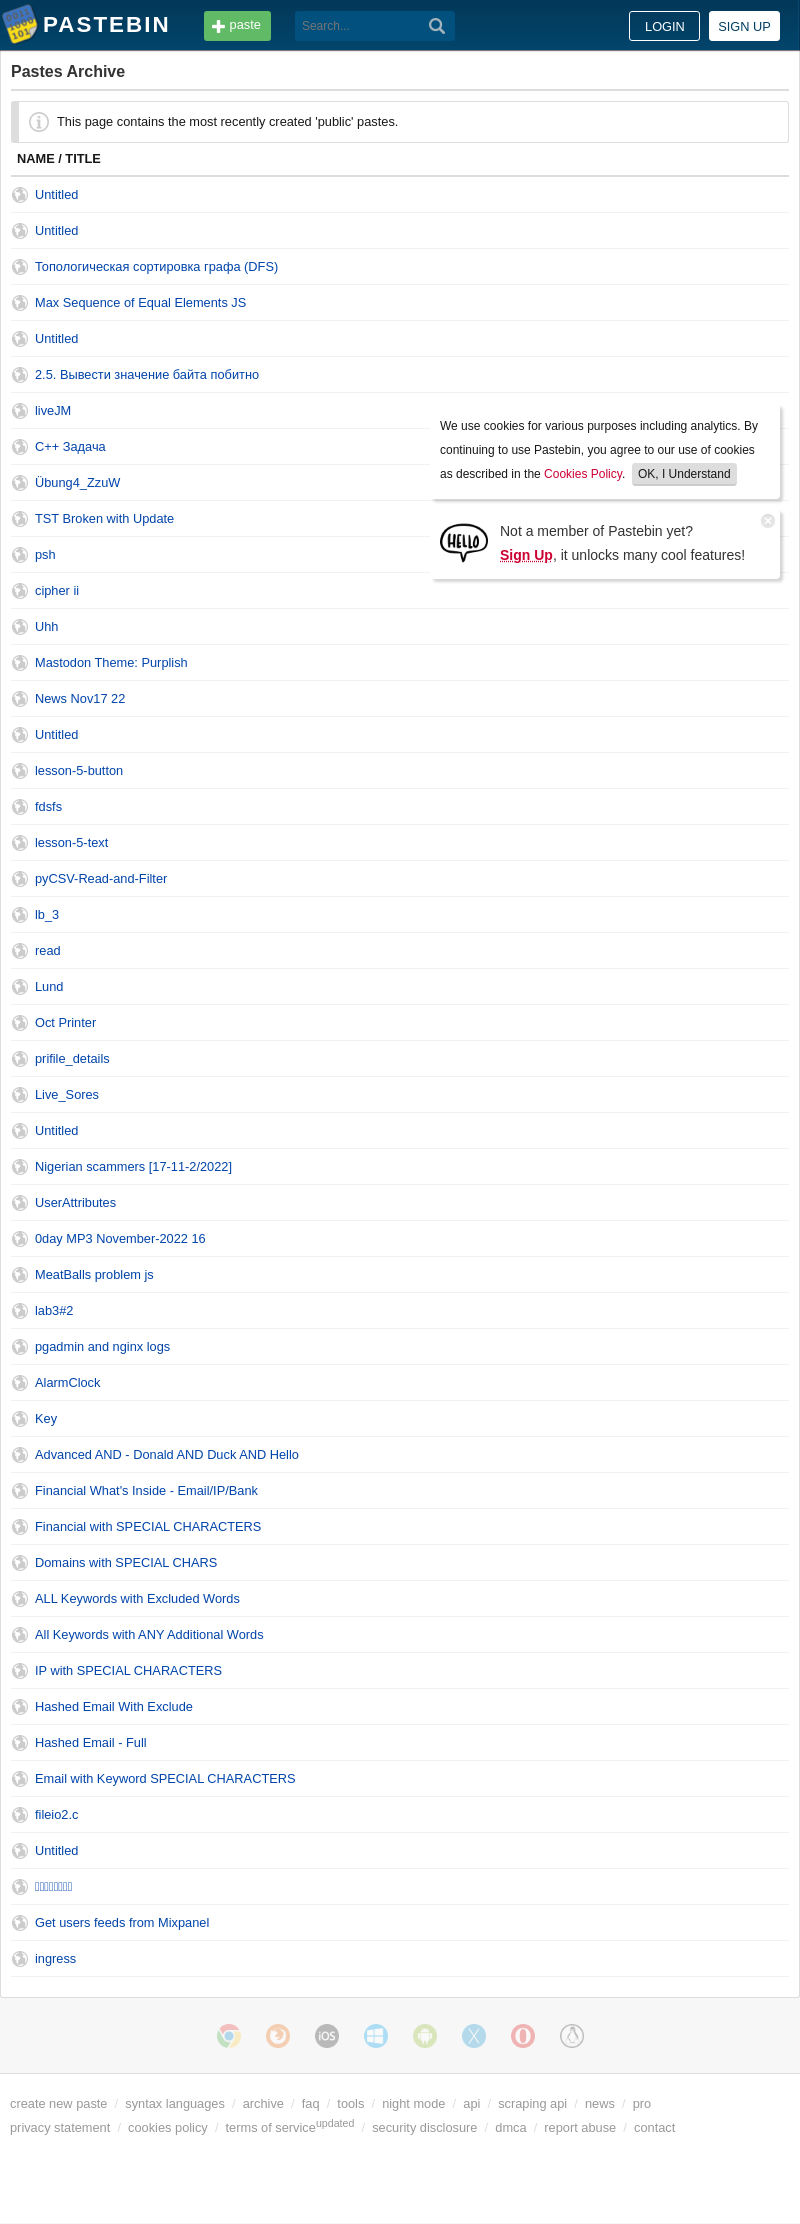 PASTEBIN
paste
Search...
LOGIN
SIGN UP
Pastes Archive
This page contains the most recently created 'public' pastes.
NAME / TITLE
Untitled
Untitled
Топологическая сортировка графа (DFS)
Max Sequence of Equal Elements JS
Untitled
2.5. Вывести значение байта побитно
liveJM
C++ Задача
Übung4_ZzuW
TST Broken with Update
psh
cipher ii
We use cookies for various purposes including analytics. By
continuing to use Pastebin, you agree to our use of cookies
as described in the Cookies Policy. OK, I Understand
HELLO
Not a member of Pastebin yet?
Sign Up, it unlocks many cool features!
Uhh
Mastodon Theme: Purplish
News Nov17 22
Untitled
lesson-5-button
fdsfs
lesson-5-text
pyCSV-Read-and-Filter
lb_3
read
Lund
Oct Printer
prifile_details
Live_Sores
Untitled
Nigerian scammers [17-11-2/2022]
UserAttributes
0day MP3 November-2022 16
MeatBalls problem js
lab3#2
pgadmin and nginx logs
AlarmClock
Key
Advanced AND - Donald AND Duck AND Hello
Financial What's Inside - Email/IP/Bank
Financial with SPECIAL CHARACTERS
Domains with SPECIAL CHARS
ALL Keywords with Excluded Words
All Keywords with ANY Additional Words
IP with SPECIAL CHARACTERS
Hashed Email With Exclude
Hashed Email - Full
Email with Keyword SPECIAL CHARACTERS
fileio2.c
Untitled
Get users feeds from Mixpanel
ingress
iOS
create new paste / syntax languages / archive / faq / tools / night mode / api / scraping api / news / pro
privacy statement / cookies policy / terms of service updated / security disclosure / dmca / report abuse / contact